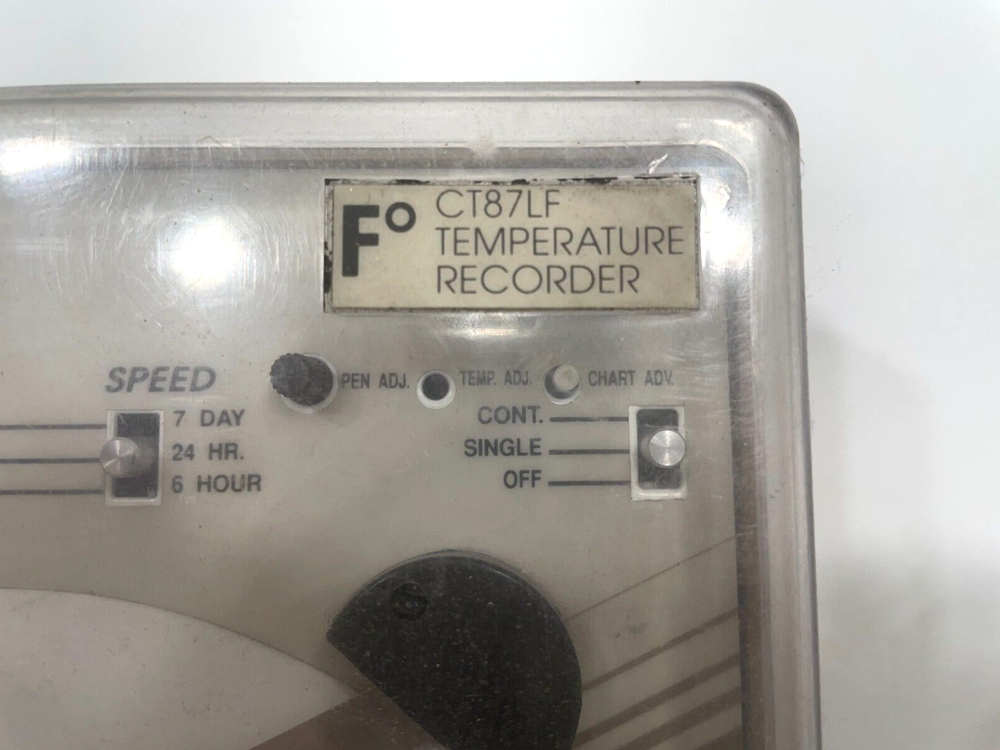 F° CT87LF
TEMPERATURE
RECORDER
SPEED
PEN ADJ.
TEMP. ADJ.
CHART ADV.
7 DAY
24 HR.
6 HOUR
CONT.
SINGLE
OFF
S